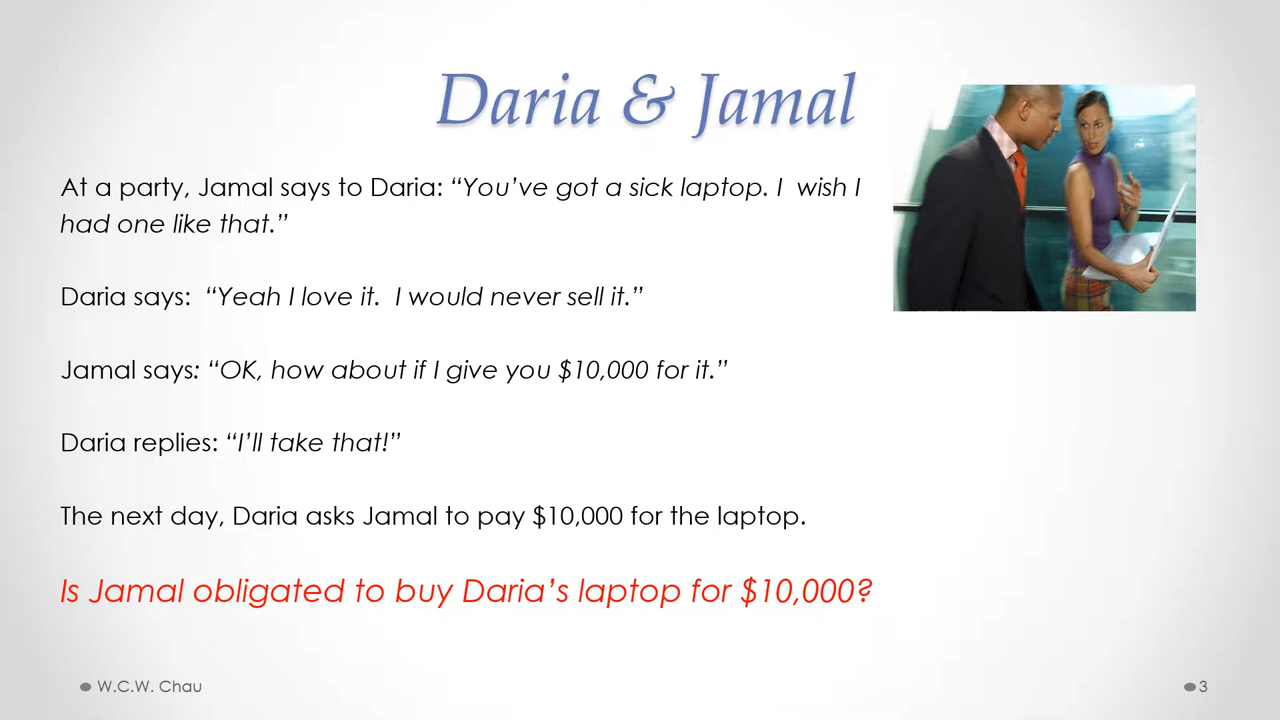 Daria & Jamal
At a party, Jamal says to Daria: “You’ve got a sick laptop. I  wish I
had one like that.”
Daria says:  “Yeah I love it.  I would never sell it.”
Jamal says: “OK, how about if I give you $10,000 for it.”
Daria replies: “I’ll take that!”
The next day, Daria asks Jamal to pay $10,000 for the laptop.
Is Jamal obligated to buy Daria’s laptop for $10,000?
W.C.W. Chau
3